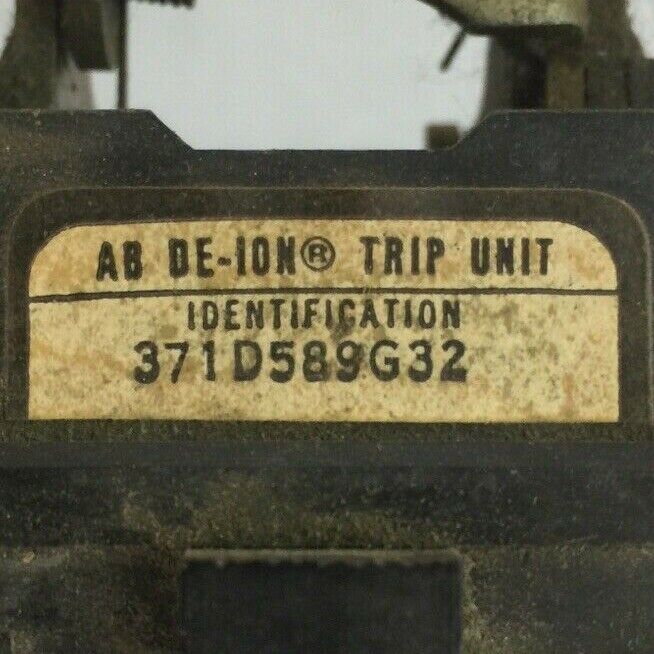 AB DE-ION® TRIP UNIT
IDENTIFICATION
371D589G32